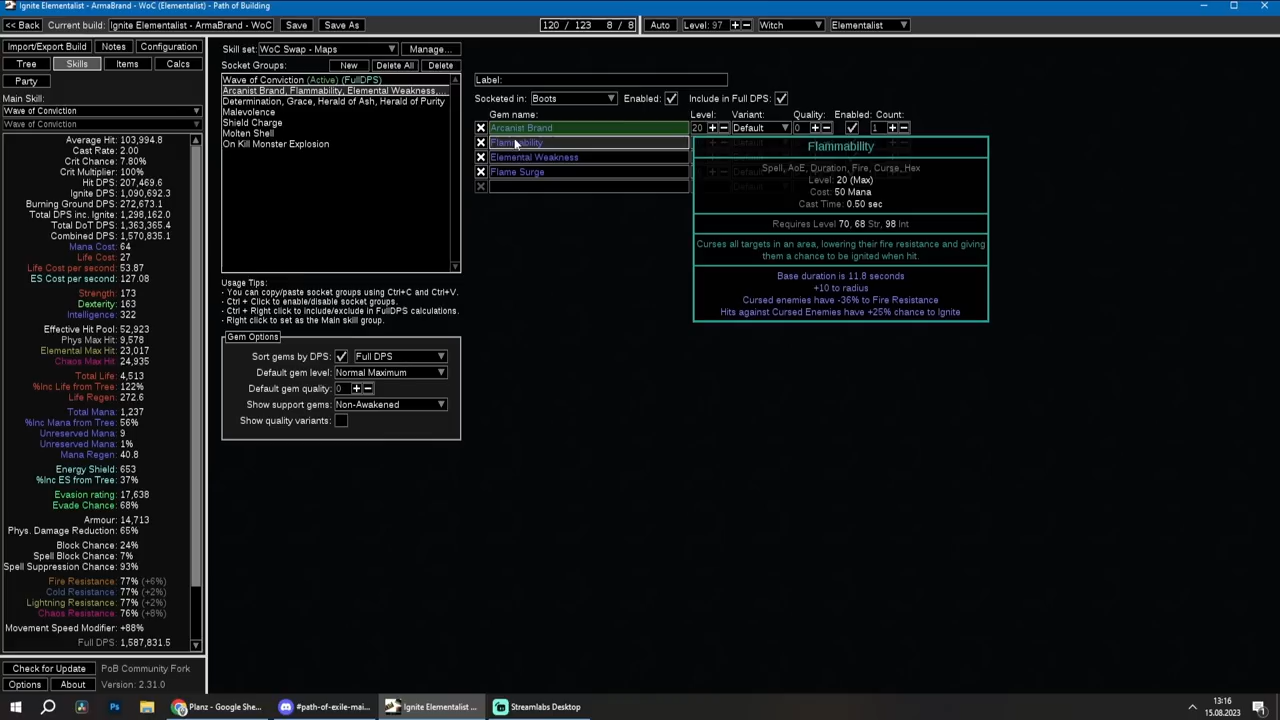 Ignite Elementalist - ArmaBrand - WoC (Elementalist) - Path of Building
<< Back
Current build:
Ignite Elementalist - ArmaBrand - WoC
Save
Save As
120 / 123 8 / 8
Auto
Level: 97
Witch
Elementalist
Import/Export Build
Notes
Configuration
Tree
Skills
Items
Calcs
Party
Main Skill:
Wave of Conviction
Wave of Conviction
Average Hit: 103,994.8
Cast Rate: 2.00
Crit Chance: 7.80%
Crit Multiplier: 100%
Hit DPS: 207,469.6
Ignite DPS: 1,090,692.3
Burning Ground DPS: 272,673.1
Total DPS inc. Ignite: 1,298,162.0
Total DoT DPS: 1,363,365.4
Combined DPS: 1,570,835.1
Mana Cost: 64
Life Cost: 27
Life Cost per second: 53.87
ES Cost per second: 127.08
Strength: 173
Dexterity: 163
Intelligence: 322
Effective Hit Pool: 52,923
Phys Max Hit: 9,578
Elemental Max Hit: 23,017
Chaos Max Hit: 24,935
Total Life: 4,513
%Inc Life from Tree: 122%
Life Regen: 272.6
Total Mana: 1,237
%Inc Mana from Tree: 56%
Unreserved Mana: 9
Unreserved Mana: 1%
Mana Regen: 40.8
Energy Shield: 653
%Inc ES from Tree: 37%
Evasion rating: 17,638
Evade Chance: 68%
Armour: 14,713
Phys. Damage Reduction: 65%
Block Chance: 24%
Spell Block Chance: 7%
Spell Suppression Chance: 93%
Fire Resistance: 77% (+6%)
Cold Resistance: 77% (+2%)
Lightning Resistance: 77% (+2%)
Chaos Resistance: 76% (+8%)
Movement Speed Modifier: +88%
Full DPS: 1,587,831.5
Check for Update
PoB Community Fork
Options
About
Version: 2.31.0
Skill set:
WoC Swap - Maps
Manage...
Socket Groups:
New
Delete All
Delete
Wave of Conviction (Active) (FullDPS)
Arcanist Brand, Flammability, Elemental Weakness,...
Determination, Grace, Herald of Ash, Herald of Purity
Malevolence
Shield Charge
Molten Shell
On Kill Monster Explosion
Usage Tips:
- You can copy/paste socket groups using Ctrl+C and Ctrl+V.
- Ctrl + Click to enable/disable socket groups.
- Ctrl + Right click to include/exclude in FullDPS calculations.
- Right click to set as the Main skill group.
Gem Options
Sort gems by DPS:
Full DPS
Default gem level:
Normal Maximum
Default gem quality:
0
Show support gems:
Non-Awakened
Show quality variants:
Label:
Socketed in:
Boots
Enabled:
Include in Full DPS:
Gem name:
Level:
Variant:
Quality:
Enabled:
Count:
Arcanist Brand
20
Default
0
1
Flammability
Elemental Weakness
Flame Surge
Flammability
Spell, AoE, Duration, Fire, Curse, Hex
Level: 20 (Max)
Cost: 50 Mana
Cast Time: 0.50 sec
Requires Level 70, 68 Str, 98 Int
Curses all targets in an area, lowering their fire resistance and giving
them a chance to be ignited when hit.
Base duration is 11.8 seconds
+10 to radius
Cursed enemies have -36% to Fire Resistance
Hits against Cursed Enemies have +25% chance to Ignite
Ps
Planz - Google She...
#path-of-exile-mai...
Ignite Elementalist ...
Streamlabs Desktop
13:16
15.08.2023